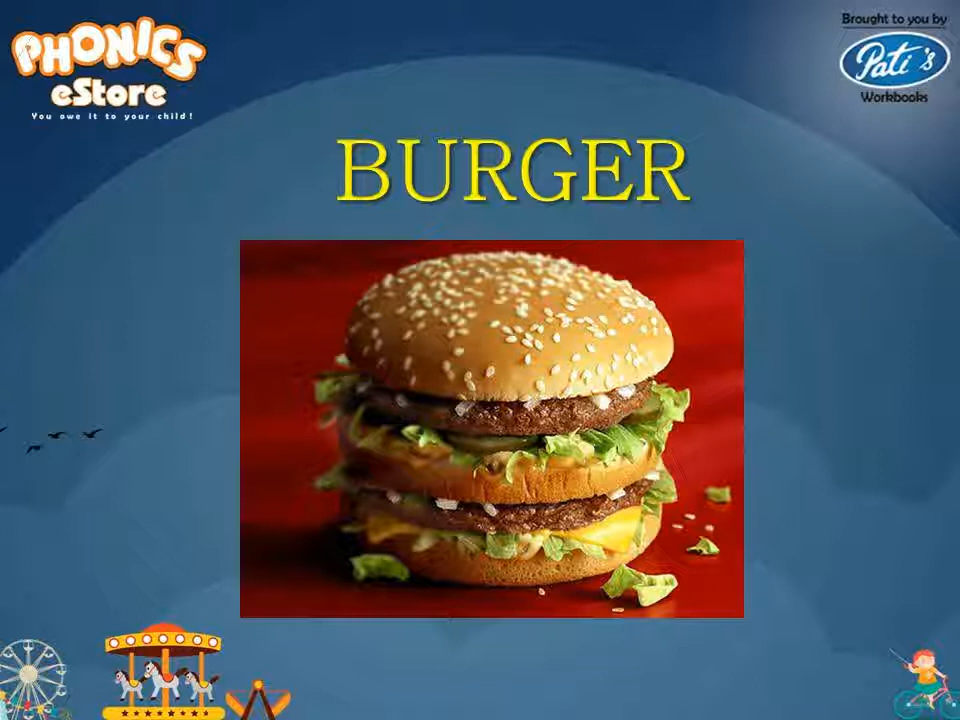 PHONICS
eStore
You owe it to your child!
Brought to you by
Pati's
Workbooks
BURGER